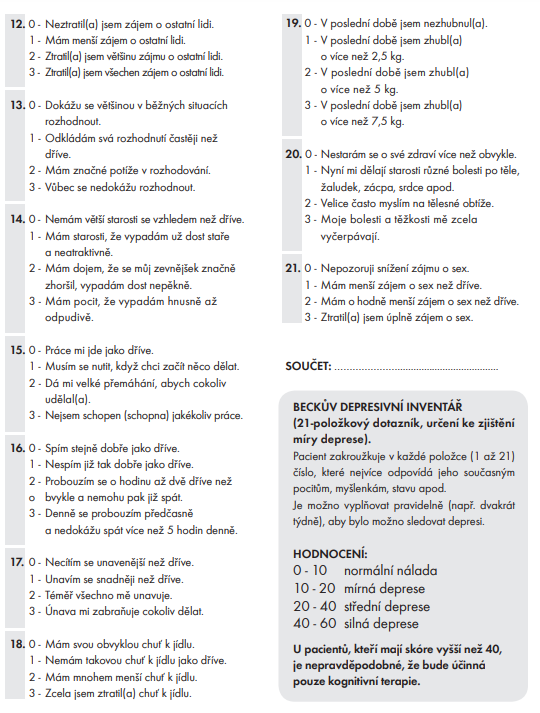 12. 0 - Neztratil(a) jsem zájem o ostatní lidi.
1 - Mám menší zájem o ostatní lidi.
2 - Ztratil(a) jsem většinu zájmu o ostatní lidi.
3 - Ztratil(a) jsem všechen zájem o ostatní lidi.
13. 0 - Dokážu se většinou v běžných situacích
rozhodnout.
1 - Odkládám svá rozhodnutí častěji než
dříve.
2 - Mám značné potíže v rozhodování.
3 - Vůbec se nedokážu rozhodnout.
14. 0 - Nemám větší starosti se vzhledem než dříve.
1 - Mám starosti, že vypadám už dost staře
a neatraktivně.
2 - Mám dojem, že se můj zevnějšek značně
zhoršil, vypadám dost nepěkně.
3 - Mám pocit, že vypadám hnusně až
odpudivě.
15. 0 - Práce mi jde jako dříve.
1 - Musím se nutit, když chci začít něco dělat.
2 - Dá mi velké přemáhání, abych cokoliv
udělal(a).
3 - Nejsem schopen (schopna) jakékoliv práce.
16. 0 - Spím stejně dobře jako dříve.
1 - Nespím již tak dobře jako dříve.
2 - Probouzím se o hodinu až dvě dříve než
o bvykle a nemohu pak již spát.
3 - Denně se probouzím předčasně
a nedokážu spát více než 5 hodin denně.
17. 0 - Necítím se unavenější než dříve.
1 - Unavím se snadněji než dříve.
2 - Téměř všechno mě unavuje.
3 - Únava mi zabraňuje cokoliv dělat.
18. 0 - Mám svou obvyklou chuť k jídlu.
1 - Nemám takovou chuť k jídlu jako dříve.
2 - Mám mnohem menší chuť k jídlu.
3 - Zcela jsem ztratil(a) chuť k jídlu.
19. 0 - V poslední době jsem nezhubnul(a).
1 - V poslední době jsem zhubl(a)
o více než 2,5 kg.
2 - V poslední době jsem zhubl(a)
o více než 5 kg.
3 - V poslední době jsem zhubl(a)
o více než 7,5 kg.
20. 0 - Nestarám se o své zdraví více než obvykle.
1 - Nyní mi dělají starosti různé bolesti po těle,
žaludek, zácpa, srdce apod.
2 - Velice často myslím na tělesné obtíže.
3 - Moje bolesti a těžkosti mě zcela
vyčerpávají.
21. 0 - Nepozoruji snížení zájmu o sex.
1 - Mám menší zájem o sex než dříve.
2 - Mám o hodně menší zájem o sex než dříve.
3 - Ztratil(a) jsem úplně zájem o sex.
SOUČET: ......................................................
BECKŮV DEPRESIVNÍ INVENTÁŘ
(21-položkový dotazník, určení ke zjištění
míry deprese).
Pacient zakroužkuje v každé položce (1 až 21)
číslo, které nejvíce odpovídá jeho současným
pocitům, myšlenkám, stavu apod.
Je možno vyplňovat pravidelně (např. dvakrát
týdně), aby bylo možno sledovat depresi.
HODNOCENÍ:
0 - 10 normální nálada
10 - 20 mírná deprese
20 - 40 střední deprese
40 - 60 silná deprese
U pacientů, kteří mají skóre vyšší než 40,
je nepravděpodobné, že bude účinná
pouze kognitivní terapie.